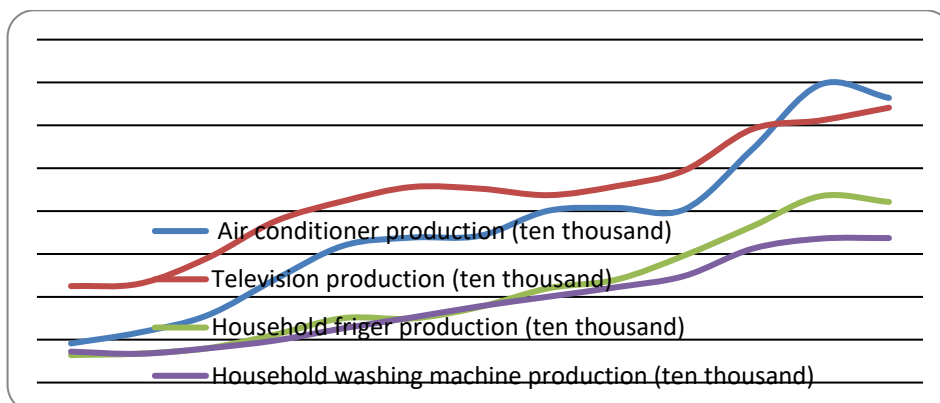 Air conditioner production (ten thousand)
Television production (ten thousand)
Household friger production (ten thousand)
Household washing machine production (ten thousand)